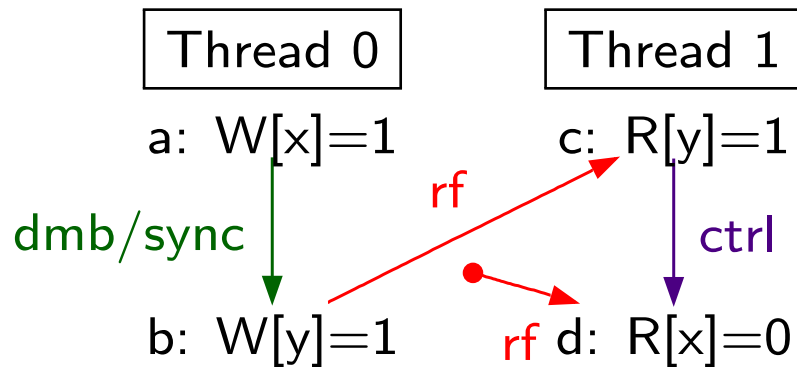 Thread 0
Thread 1
a: W[x]=1
c: R[y]=1
rf
dmb/sync
ctrl
b: W[y]=1
rf
d: R[x]=0